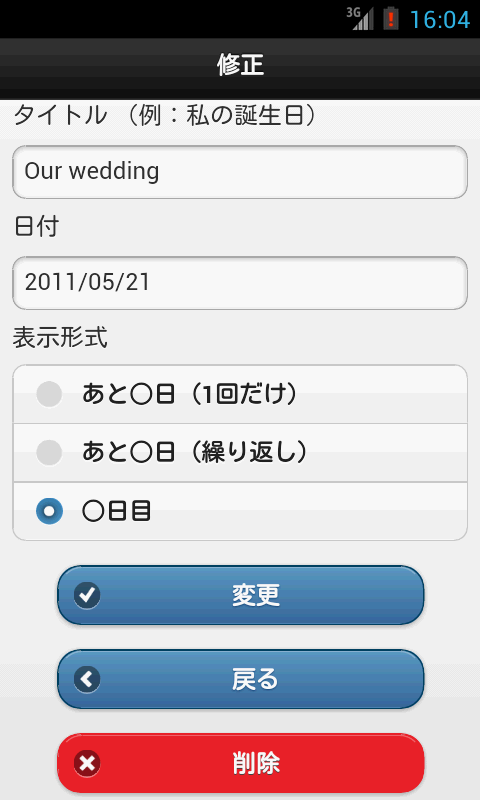 3G 16:04
修正
タイトル （例：私の誕生日）
Our wedding
日付
2011/05/21
表示形式
あと〇日（1回だけ）
あと〇日（繰り返し）
〇日目
変更
戻る
削除